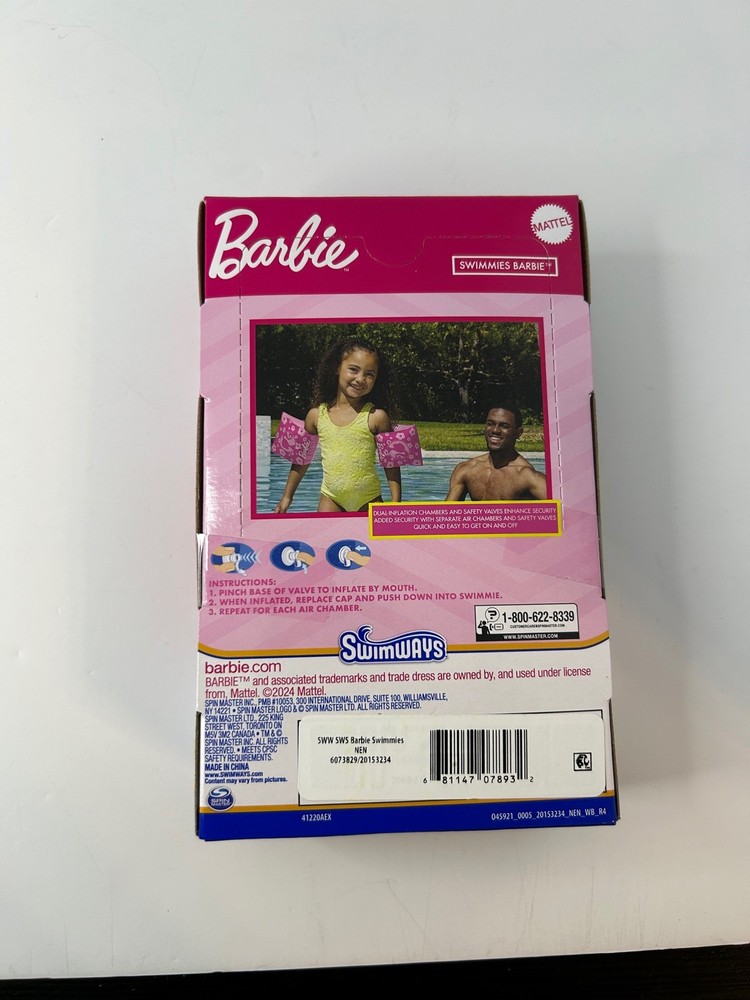 Barbie™
MATTEL
SWIMMIES BARBIE™
DUAL-INFLATION CHAMBERS AND SAFETY VALVES ENHANCE SECURITY
ADDED SECURITY WITH SEPARATE AIR CHAMBERS AND SAFETY VALVES
QUICK AND EASY TO GET ON AND OFF
INSTRUCTIONS:
1. PINCH BASE OF VALVE TO INFLATE BY MOUTH.
2. WHEN INFLATED, REPLACE CAP AND PUSH DOWN INTO SWIMMIE.
3. REPEAT FOR EACH AIR CHAMBER.
1-800-622-8339
CUSTOMERCARE@SPINMASTER.COM
WWW.SPINMASTER.COM
SWIMWAYS
barbie.com
BARBIE™ and associated trademarks and trade dress are owned by, and used under license
from, Mattel. ©2024 Mattel.
SPIN MASTER INC., PMB #10053, 300 INTERNATIONAL DRIVE, SUITE 100, WILLIAMSVILLE,
NY 14221 • SPIN MASTER LOGO & © SPIN MASTER LTD. ALL RIGHTS RESERVED.
SPIN MASTER LTD., 225 KING
STREET WEST, TORONTO ON
M5V 3M2 CANADA • TM & ©
SPIN MASTER INC. ALL RIGHTS
RESERVED. • MEETS CPSC
SAFETY REQUIREMENTS.
MADE IN CHINA
www.SWIMWAYS.com
Content may vary from pictures.
SPIN MASTER
SWW SWS Barbie Swimmies
NEN
6073829/20153234
6 81147 07893 2
41220AEX
045921_0005_20153234_NEN_WB_R4